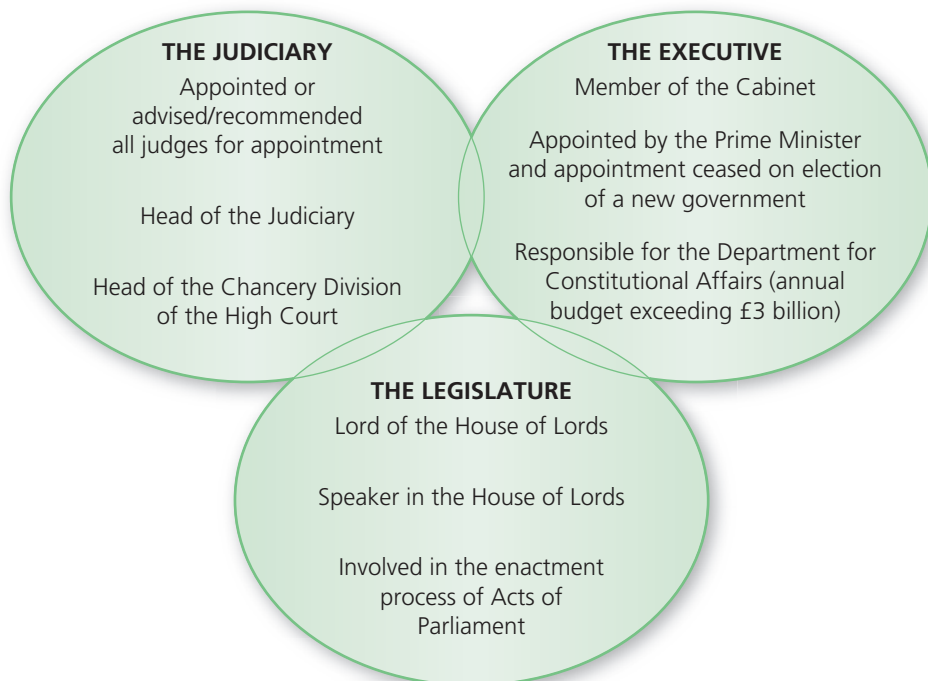 THE JUDICIARY
Appointed or
advised/recommended
all judges for appointment
Head of the Judiciary
Head of the Chancery Division
of the High Court
THE EXECUTIVE
Member of the Cabinet
Appointed by the Prime Minister
and appointment ceased on election
of a new government
Responsible for the Department for
Constitutional Affairs (annual
budget exceeding £3 billion)
THE LEGISLATURE
Lord of the House of Lords
Speaker in the House of Lords
Involved in the enactment
process of Acts of
Parliament